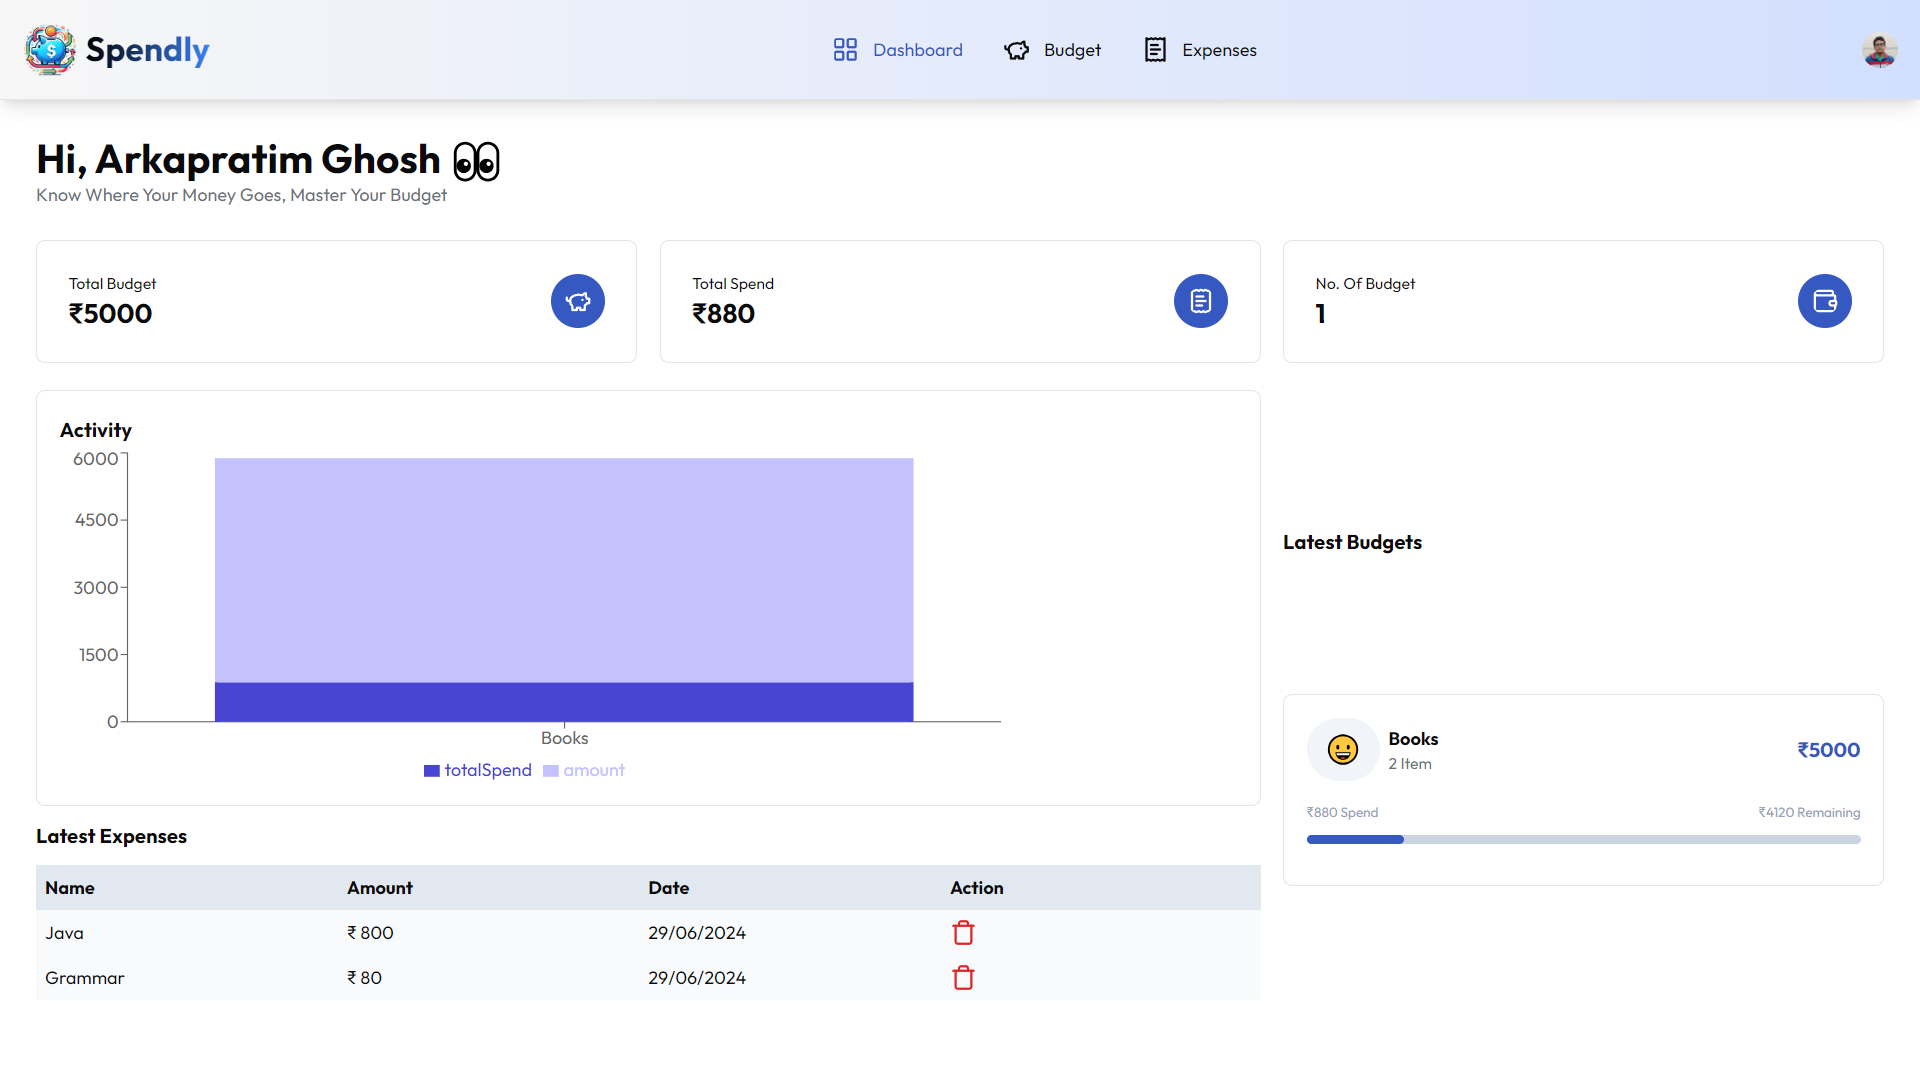 Spendly
Dashboard
Budget
Expenses
Hi, Arkapratim Ghosh 👀
Know Where Your Money Goes, Master Your Budget
Total Budget
₹5000
Total Spend
₹880
No. Of Budget
1
Activity
6000
4500
3000
1500
0
Books
totalSpend
amount
Latest Expenses
Name Amount Date Action
Java ₹ 800 29/06/2024
Grammar ₹ 80 29/06/2024
Latest Budgets
Books
2 Item
₹5000
₹880 Spend
₹4120 Remaining